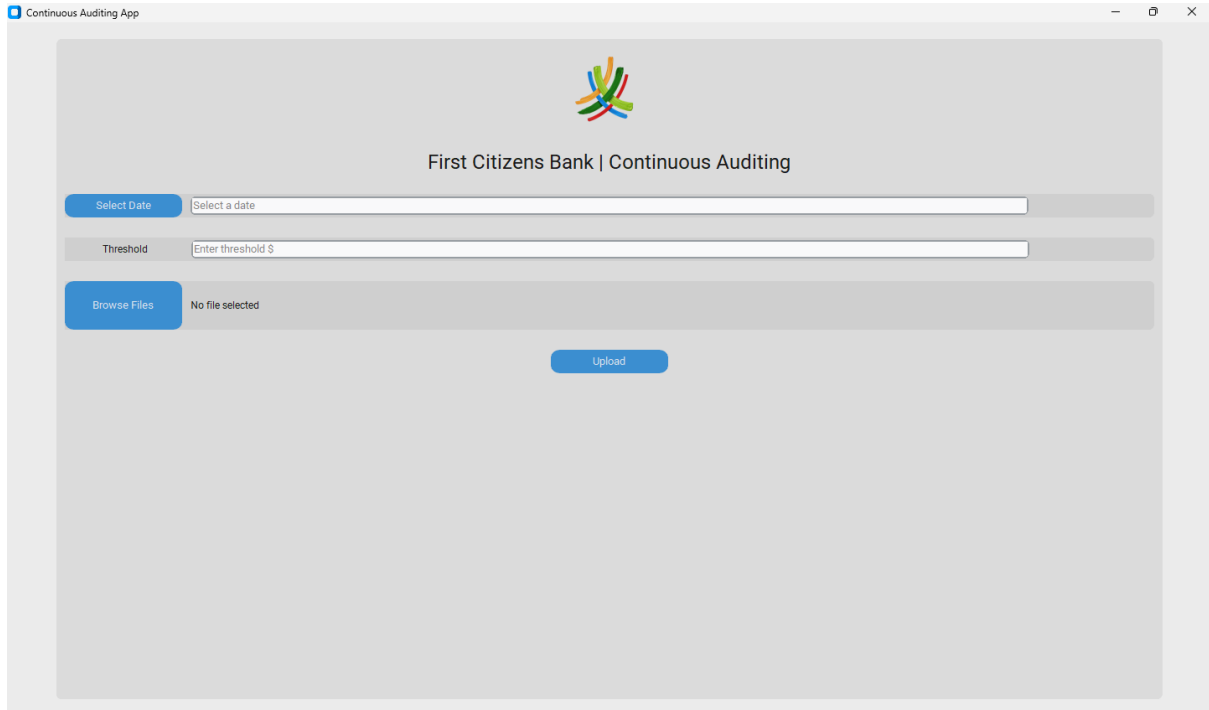 Continuous Auditing App
First Citizens Bank | Continuous Auditing
Select Date Select a date
Threshold Enter threshold $
Browse Files No file selected
Upload